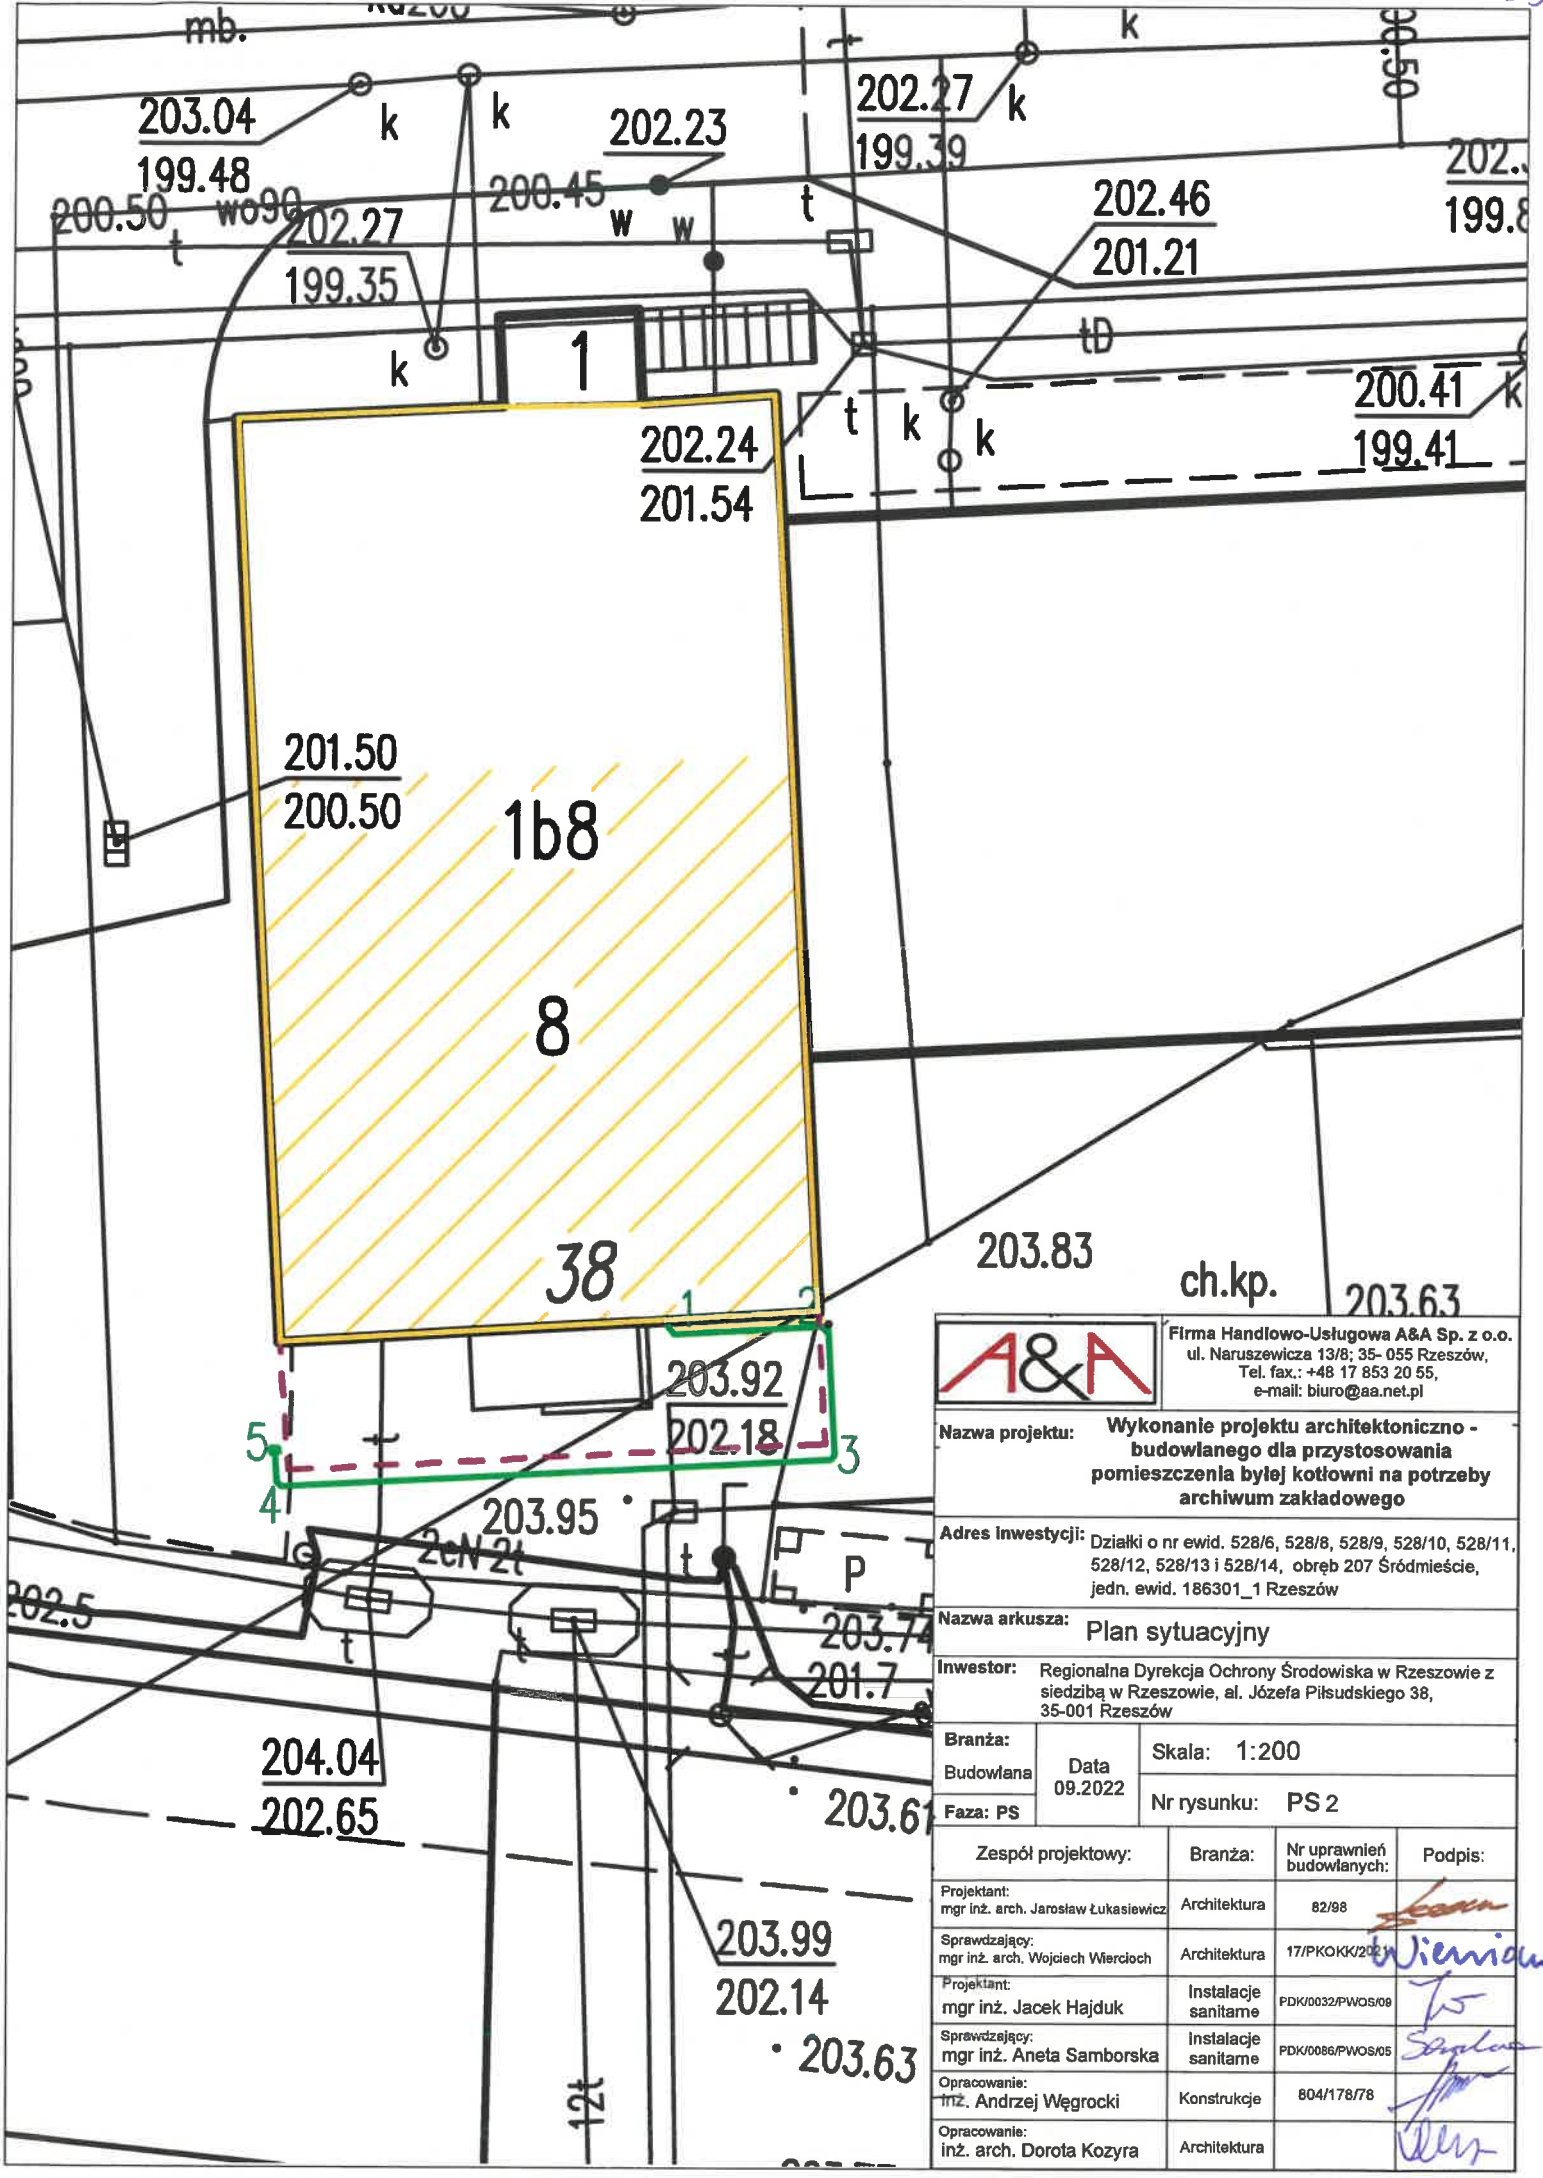 mb.
k
203.04
199.48
k
k
202.23
202.27
199.39
k
200.50
wo90
200.45
w
w
t
t
202.27
199.35
k
202.46
201.21
199.8
tD
1
t
k
k
202.24
201.54
200.41
199.41
k
201.50
200.50
1b8
8
38
1
2
203.83
ch.kp.
203.63
203.92
202.18
5
4
3
t
203.95
2eN 2t
t
P
202.5
t
t
t
203.74
201.7
204.04
202.65
203.61
203.99
202.14
203.63
12t
A&A
Firma Handlowo-Usługowa A&A Sp. z o.o.
ul. Naruszewicza 13/8; 35- 055 Rzeszów,
Tel. fax.: +48 17 853 20 55,
e-mail: biuro@aa.net.pl
Nazwa projektu: Wykonanie projektu architektoniczno -
budowlanego dla przystosowania
pomieszczenia byłej kotłowni na potrzeby
archiwum zakładowego
Adres inwestycji: Działki o nr ewid. 528/6, 528/8, 528/9, 528/10, 528/11,
528/12, 528/13 i 528/14, obręb 207 Śródmieście,
jedn. ewid. 186301_1 Rzeszów
Nazwa arkusza: Plan sytuacyjny
Inwestor: Regionalna Dyrekcja Ochrony Środowiska w Rzeszowie z
siedzibą w Rzeszowie, al. Józefa Piłsudskiego 38,
35-001 Rzeszów
Branża:
Budowlana
Data
09.2022
Skala: 1:200
Faza: PS
Nr rysunku: PS 2
Zespół projektowy: Branża: Nr uprawnień budowlanych: Podpis:
Projektant:
mgr inż. arch. Jarosław Łukasiewicz Architektura 82/98
Sprawdzający:
mgr inż. arch. Wojciech Wiercioch Architektura 17/PKOKK/2021
Projektant:
mgr inż. Jacek Hajduk Instalacje sanitarne PDK/0032/PWOS/09
Sprawdzający:
mgr inż. Aneta Samborska Instalacje sanitarne PDK/0086/PWOS/05
Opracowanie:
inż. Andrzej Węgrocki Konstrukcje 804/178/78
Opracowanie:
inż. arch. Dorota Kozyra Architektura